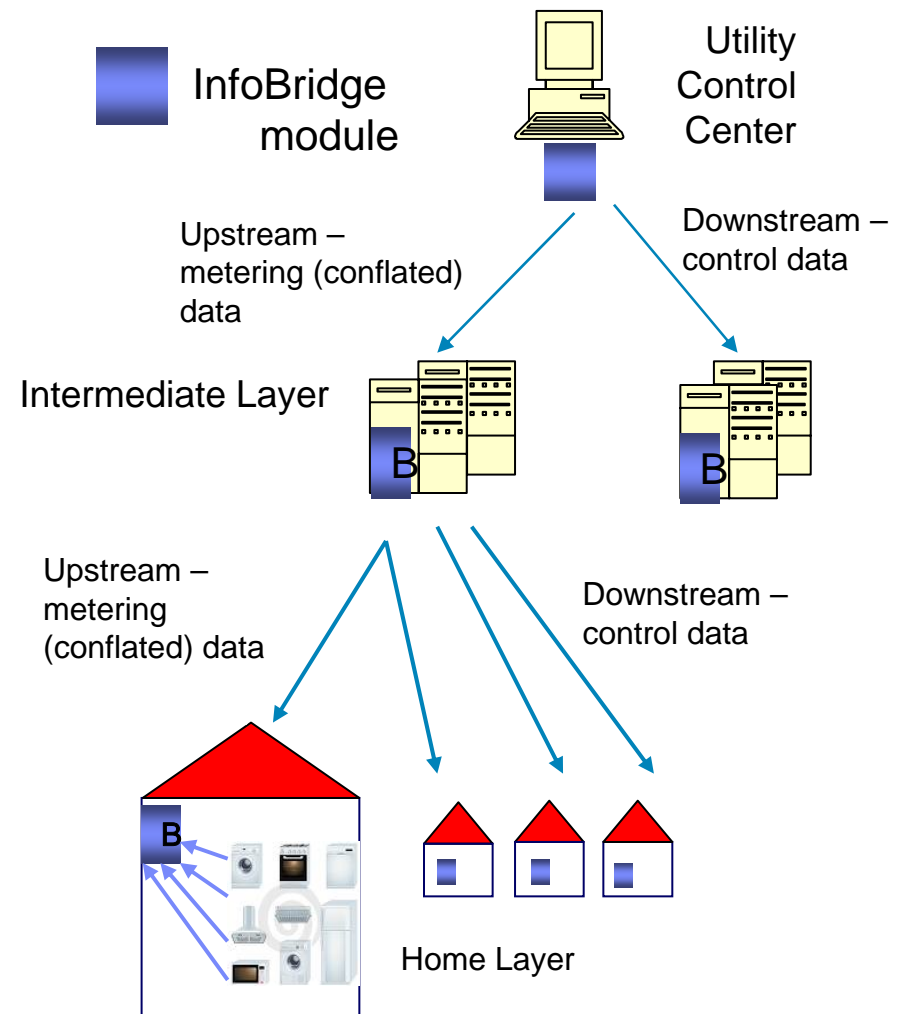 InfoBridge
module
Utility
Control
Center
Upstream –
metering (conflated)
data
Downstream –
control data
Intermediate Layer
B
B
Upstream –
metering
(conflated) data
Downstream –
control data
B
Home Layer